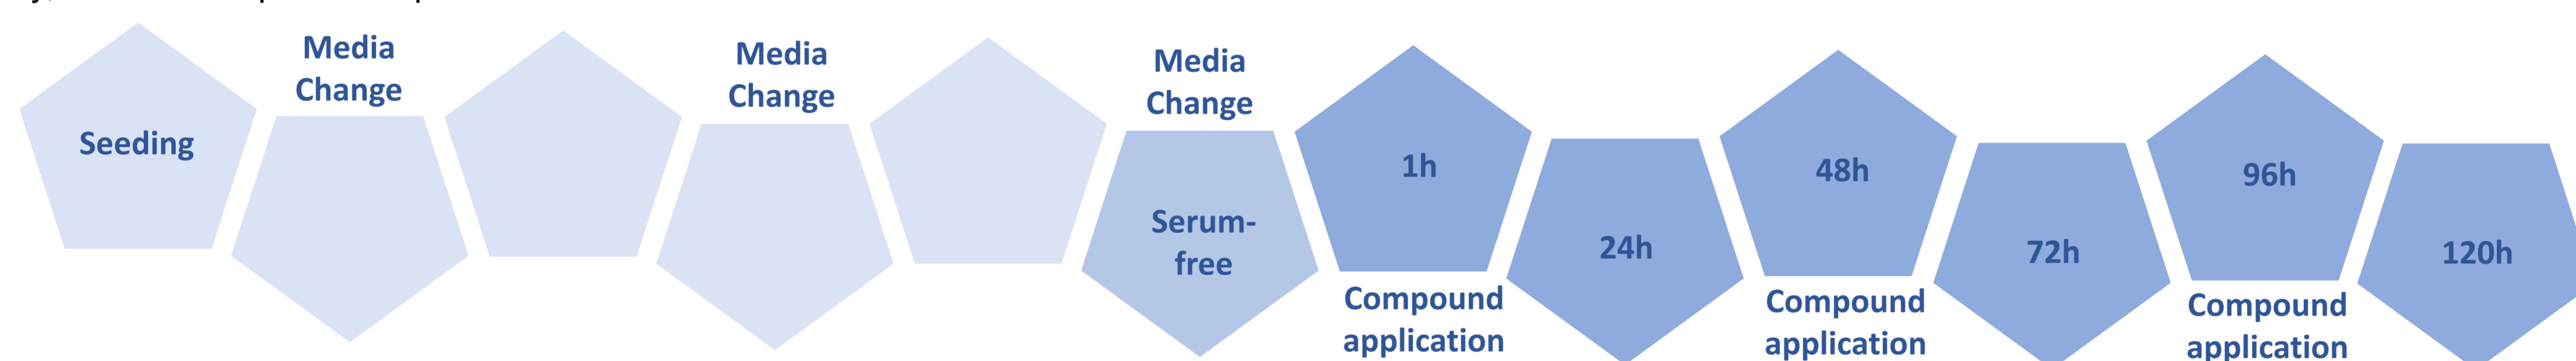 Seeding
Media
Change
Media
Change
Media
Change
Serum-
free
1h
Compound
application
24h
48h
Compound
application
72h
96h
Compound
application
120h